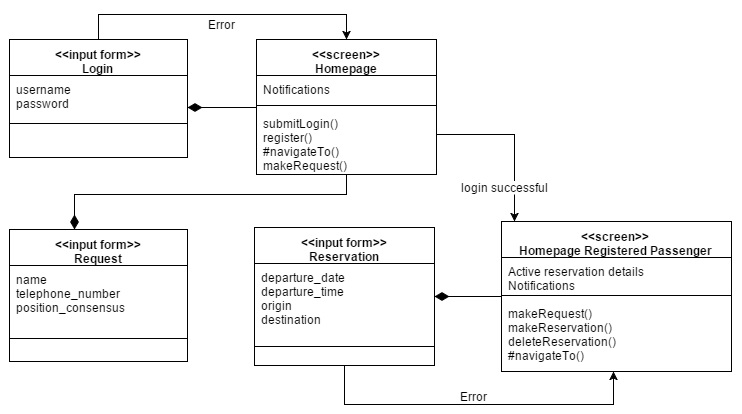 Error
<<input form>>
Login
username
password
<<screen>>
Homepage
Notifications
submitLogin()
register()
#navigateTo()
makeRequest()
login successful
<<input form>>
Request
name
telephone_number
position_consensus
<<input form>>
Reservation
departure_date
departure_time
origin
destination
<<screen>>
Homepage Registered Passenger
Active reservation details
Notifications
makeRequest()
makeReservation()
deleteReservation()
#navigateTo()
Error